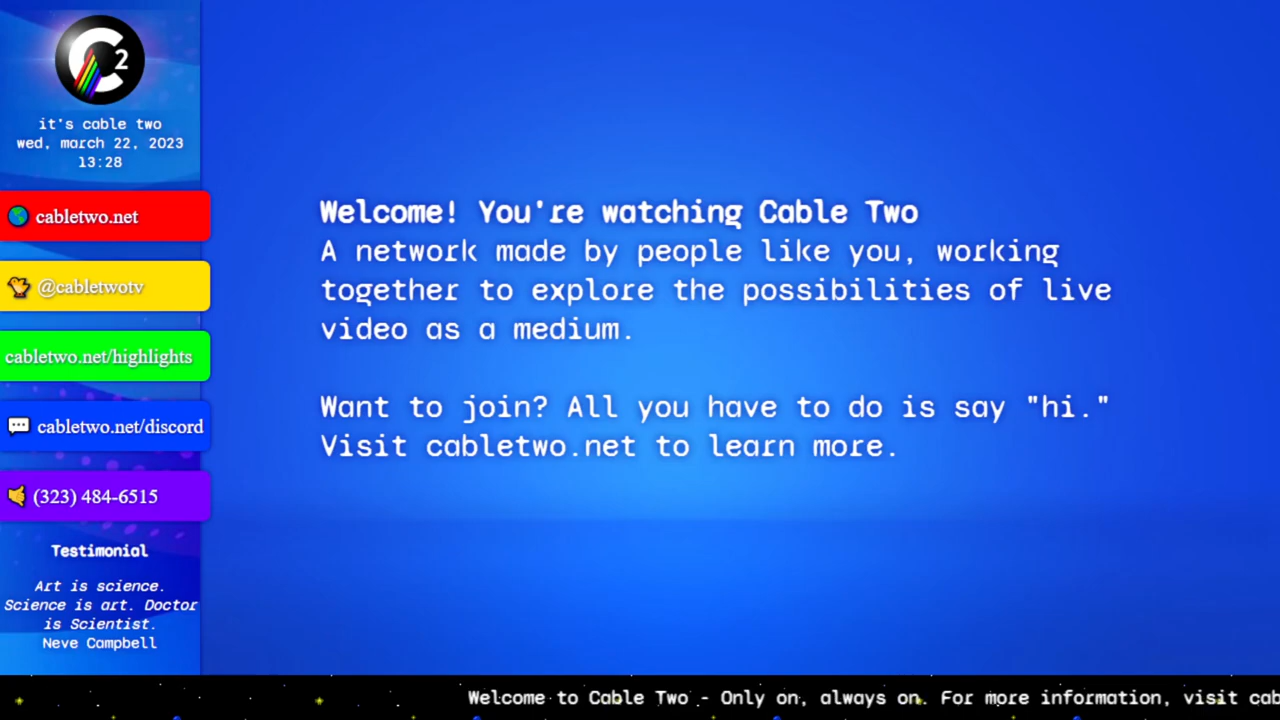 C2
it's cable two
wed, march 22, 2023
13:28
cabletwo.net
@cabletwotv
cabletwo.net/highlights
cabletwo.net/discord
(323) 484-6515
Testimonial
Art is science.
Science is art. Doctor
is Scientist.
Neve Campbell
Welcome! You're watching Cable Two
A network made by people like you, working
together to explore the possibilities of live
video as a medium.
Want to join? All you have to do is say "hi."
Visit cabletwo.net to learn more.
Welcome to Cable Two - Only on, always on. For more information, visit cab